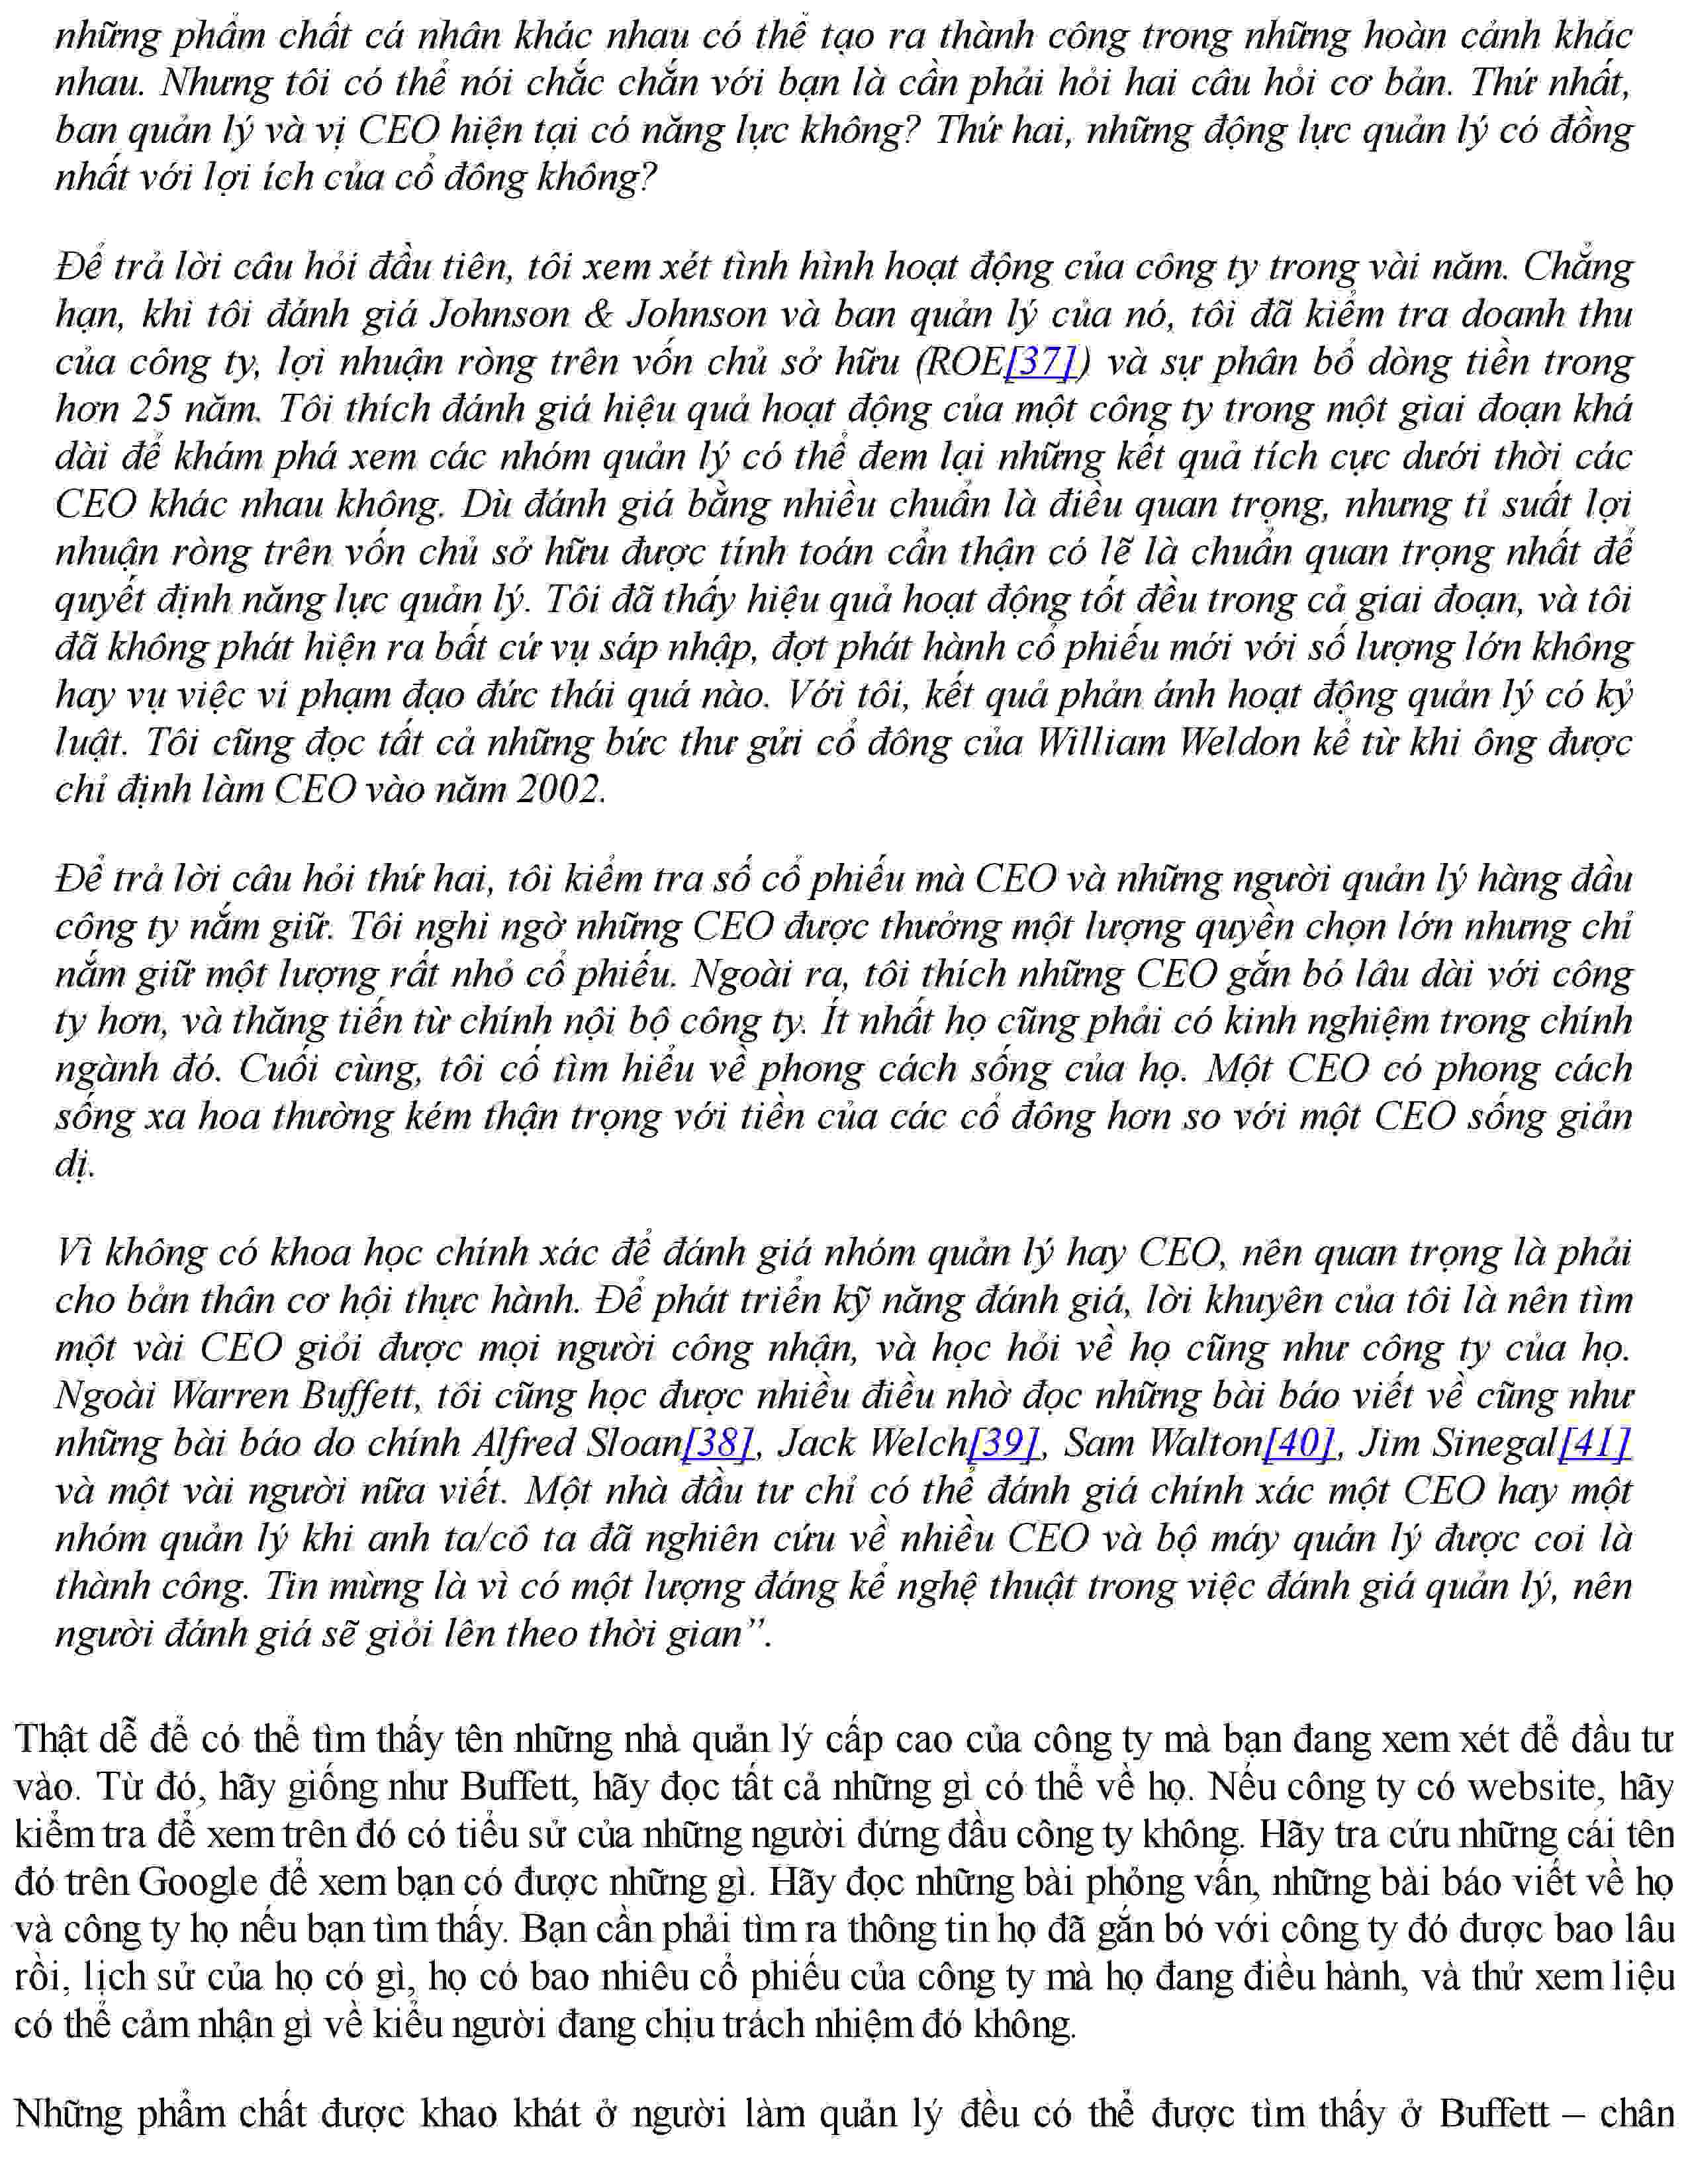 những phẩm chất cá nhân khác nhau có thể tạo ra thành công trong những hoàn cảnh khác
nhau. Nhưng tôi có thể nói chắc chắn với bạn là cần phải hỏi hai câu hỏi cơ bản. Thứ nhất,
ban quản lý và vị CEO hiện tại có năng lực không? Thứ hai, những động lực quản lý có đồng
nhất với lợi ích của cổ đông không?
Để trả lời câu hỏi đầu tiên, tôi xem xét tình hình hoạt động của công ty trong vài năm. Chẳng
hạn, khi tôi đánh giá Johnson & Johnson và ban quản lý của nó, tôi đã kiểm tra doanh thu
của công ty, lợi nhuận ròng trên vốn chủ sở hữu (ROE[37]) và sự phân bổ dòng tiền trong
hơn 25 năm. Tôi thích đánh giá hiệu quả hoạt động của một công ty trong một giai đoạn khá
dài để khám phá xem các nhóm quản lý có thể đem lại những kết quả tích cực dưới thời các
CEO khác nhau không. Dù đánh giá bằng nhiều chuẩn là điều quan trọng, nhưng tỉ suất lợi
nhuận ròng trên vốn chủ sở hữu được tính toán cẩn thận có lẽ là chuẩn quan trọng nhất để
quyết định năng lực quản lý. Tôi đã thấy hiệu quả hoạt động tốt đều trong cả giai đoạn, và tôi
đã không phát hiện ra bất cứ vụ sáp nhập, đợt phát hành cổ phiếu mới với số lượng lớn không
hay vụ việc vi phạm đạo đức thái quá nào. Với tôi, kết quả phản ánh hoạt động quản lý có kỷ
luật. Tôi cũng đọc tất cả những bức thư gửi cổ đông của William Weldon kể từ khi ông được
chỉ định làm CEO vào năm 2002.
Để trả lời câu hỏi thứ hai, tôi kiểm tra số cổ phiếu mà CEO và những người quản lý hàng đầu
công ty nắm giữ. Tôi nghi ngờ những CEO được thưởng một lượng quyền chọn lớn nhưng chỉ
nắm giữ một lượng rất nhỏ cổ phiếu. Ngoài ra, tôi thích những CEO gắn bó lâu dài với công
ty hơn, và thăng tiến từ chính nội bộ công ty. Ít nhất họ cũng phải có kinh nghiệm trong chính
ngành đó. Cuối cùng, tôi cố tìm hiểu về phong cách sống của họ. Một CEO có phong cách
sống xa hoa thường kém thận trọng với tiền của các cổ đông hơn so với một CEO sống giản
dị.
Vì không có khoa học chính xác để đánh giá nhóm quản lý hay CEO, nên quan trọng là phải
cho bản thân cơ hội thực hành. Để phát triển kỹ năng đánh giá, lời khuyên của tôi là nên tìm
một vài CEO giỏi được mọi người công nhận, và học hỏi về họ cũng như công ty của họ.
Ngoài Warren Buffett, tôi cũng học được nhiều điều nhờ đọc những bài báo viết về cũng như
những bài báo do chính Alfred Sloan[38], Jack Welch[39], Sam Walton[40], Jim Sinegal[41]
và một vài người nữa viết. Một nhà đầu tư chỉ có thể đánh giá chính xác một CEO hay một
nhóm quản lý khi anh ta/cô ta đã nghiên cứu về nhiều CEO và bộ máy quản lý được coi là
thành công. Tin mừng là vì có một lượng đáng kể nghệ thuật trong việc đánh giá quản lý, nên
người đánh giá sẽ giỏi lên theo thời gian”.
Thật dễ để có thể tìm thấy tên những nhà quản lý cấp cao của công ty mà bạn đang xem xét để đầu tư
vào. Từ đó, hãy giống như Buffett, hãy đọc tất cả những gì có thể về họ. Nếu công ty có website, hãy
kiểm tra để xem trên đó có tiểu sử của những người đứng đầu công ty không. Hãy tra cứu những cái tên
đó trên Google để xem bạn có được những gì. Hãy đọc những bài phỏng vấn, những bài báo viết về họ
và công ty họ nếu bạn tìm thấy. Bạn cần phải tìm ra thông tin họ đã gắn bó với công ty đó được bao lâu
rồi, lịch sử của họ có gì, họ có bao nhiêu cổ phiếu của công ty mà họ đang điều hành, và thử xem liệu
có thể cảm nhận gì về kiểu người đang chịu trách nhiệm đó không.
Những phẩm chất được khao khát ở người làm quản lý đều có thể được tìm thấy ở Buffett – chân